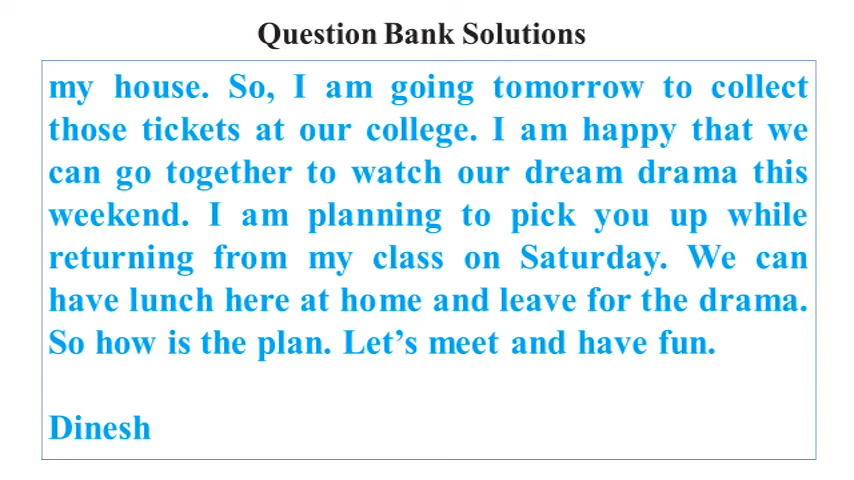 Question Bank Solutions
my house. So, I am going tomorrow to collect
those tickets at our college. I am happy that we
can go together to watch our dream drama this
weekend. I am planning to pick you up while
returning from my class on Saturday. We can
have lunch here at home and leave for the drama.
So how is the plan. Let’s meet and have fun.
Dinesh